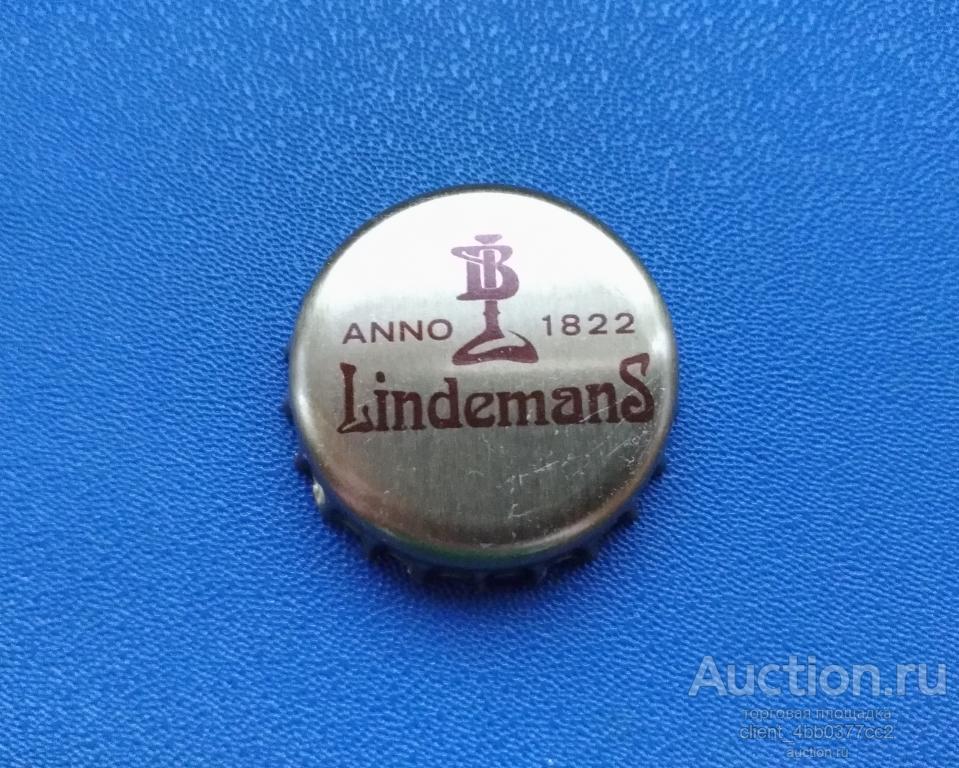 ANNO 1822
Lindemans
Auction.ru
торговая площадка
client_4bb0377cc2
auction.ru